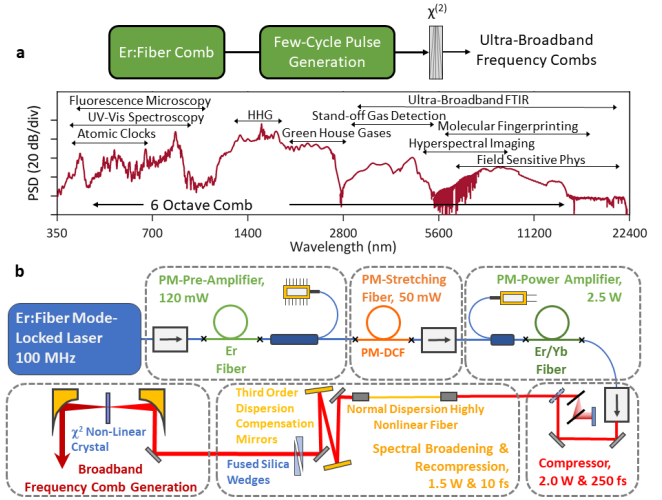 a
Er:Fiber Comb
Few-Cycle Pulse
Generation
χ(2)
Ultra-Broadband
Frequency Combs
PSD (20 dB/div)
Fluorescence Microscopy
UV-Vis Spectroscopy
Atomic Clocks
HHG
Green House Gases
Ultra-Broadband FTIR
Stand-off Gas Detection
Molecular Fingerprinting
Hyperspectral Imaging
Field Sensitive Phys
6 Octave Comb
350 700 1400 2800 5600 11200 22400
Wavelength (nm)
b
Er:Fiber Mode-
Locked Laser
100 MHz
PM-Pre-Amplifier,
120 mW
Er
Fiber
PM-Stretching
Fiber, 50 mW
PM-DCF
PM-Power Amplifier,
2.5 W
Er/Yb
Fiber
χ2 Non-Linear
Crystal
Broadband
Frequency Comb Generation
Third Order
Dispersion
Compensation
Mirrors
Fused Silica
Wedges
Normal Dispersion Highly
Nonlinear Fiber
Spectral Broadening &
Recompression,
1.5 W & 10 fs
Compressor,
2.0 W & 250 fs